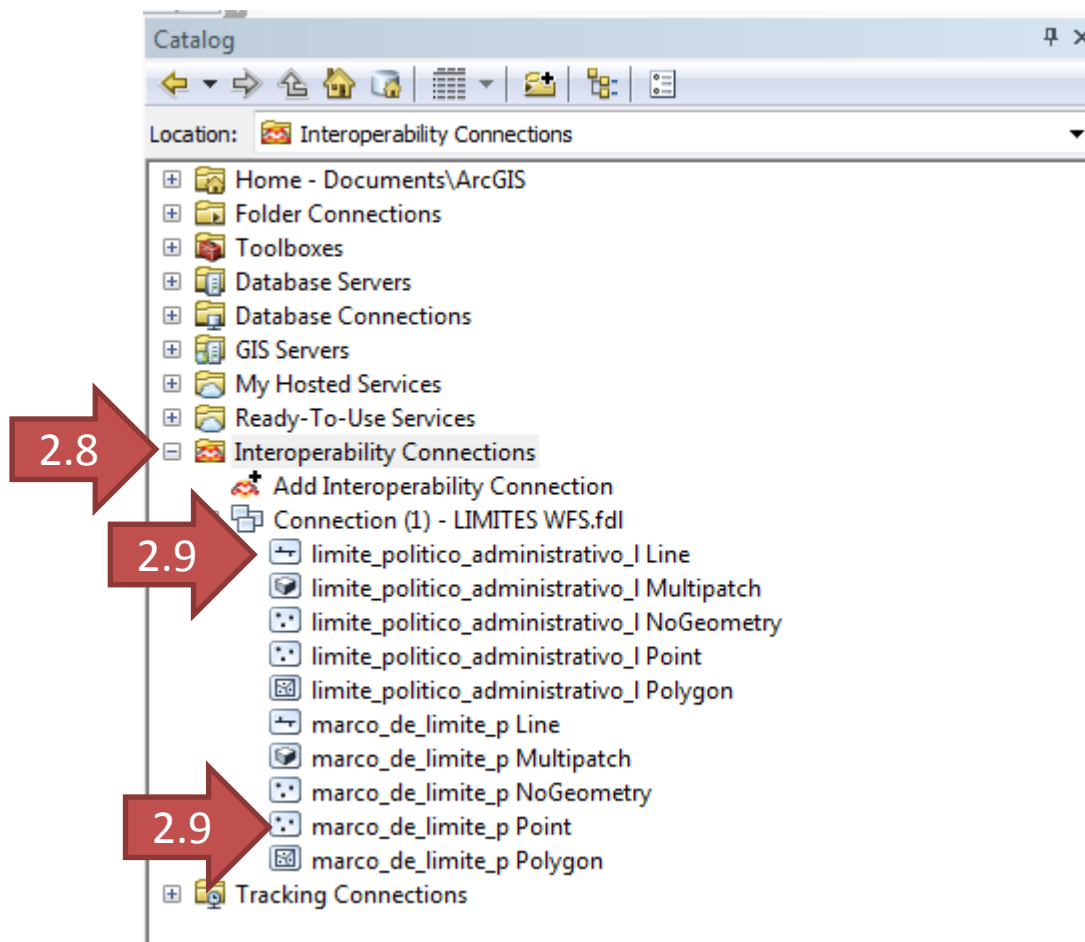 Catalog
Location: Interoperability Connections
Home - Documents\ArcGIS
Folder Connections
Toolboxes
Database Servers
Database Connections
GIS Servers
My Hosted Services
Ready-To-Use Services
2.8 Interoperability Connections
Add Interoperability Connection
Connection (1) - LIMITES WFS.fdl
2.9 limite_politico_administrativo_l Line
limite_politico_administrativo_l Multipatch
limite_politico_administrativo_l NoGeometry
limite_politico_administrativo_l Point
limite_politico_administrativo_l Polygon
marco_de_limite_p Line
marco_de_limite_p Multipatch
marco_de_limite_p NoGeometry
2.9 marco_de_limite_p Point
marco_de_limite_p Polygon
Tracking Connections